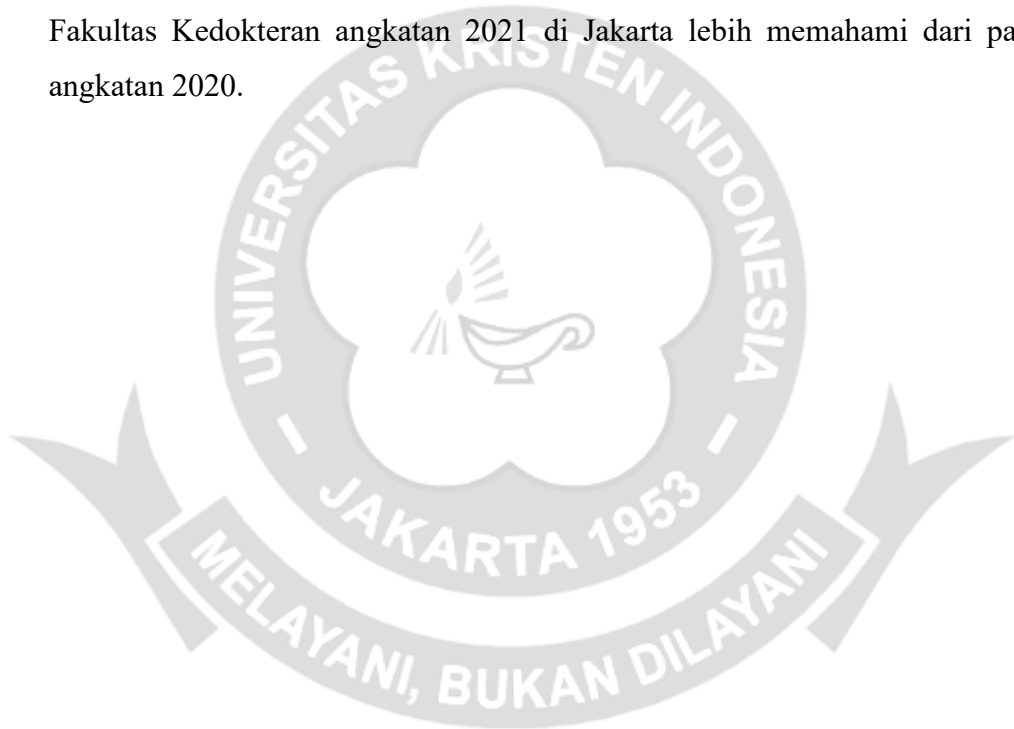 Fakultas Kedokteran angkatan 2021 di Jakarta lebih memahami dari
angkatan 2020.
UNIVERSITAS KRISTEN INDONESIA
JAKARTA 1953
MELAYANI, BUKAN DILAYANI